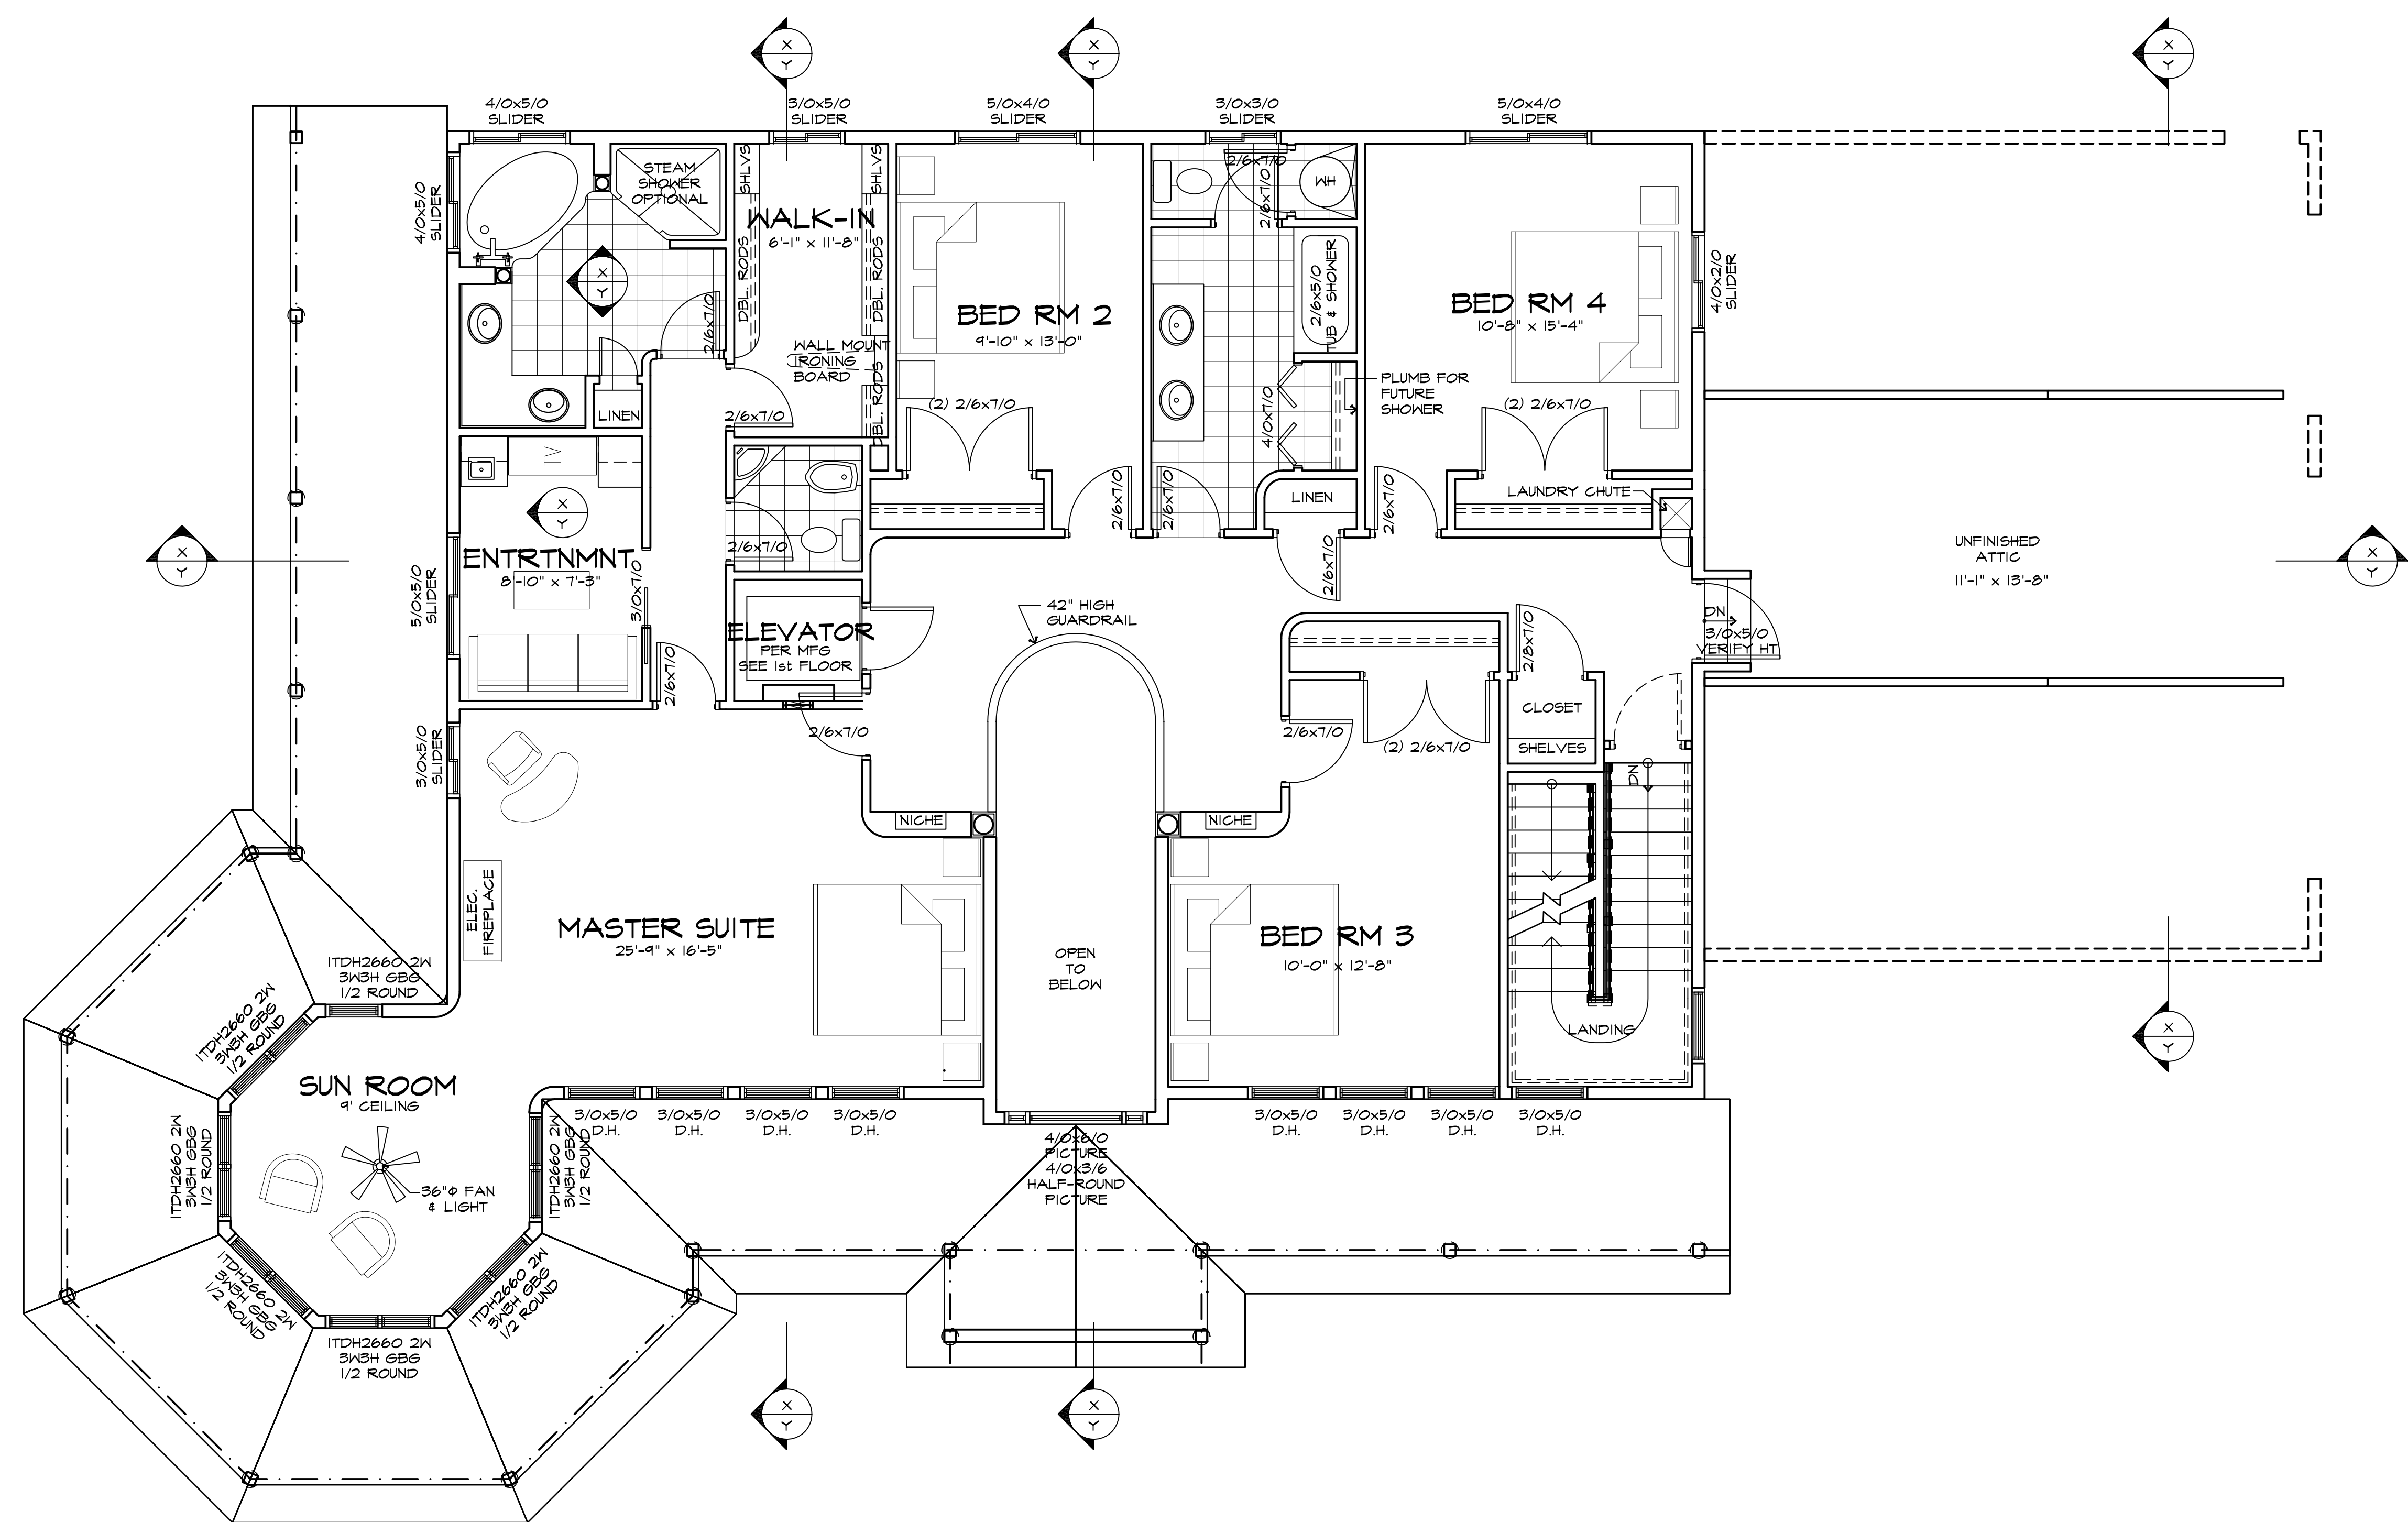 X
Y
X
Y
X
Y
4/0x5/0
SLIDER
3/0x5/0
SLIDER
5/0x4/0
SLIDER
3/0x3/0
SLIDER
5/0x4/0
SLIDER
4/0x5/0
SLIDER
STEAM
SHOWER
OPTIONAL
SHLVS
SHLVS
WALK-IN
6'-1" x 11'-8"
DBL. RODS
DBL. RODS
DBL. RODS
WALL MOUNT
IRONING
BOARD
X
Y
2/6x7/0
2/6x7/0
LINEN
BED RM 2
9'-10" x 13'-0"
(2) 2/6x7/0
2/6x7/0
2/6x7/0
2/6x7/0
WH
2/6x5/0
TUB & SHOWER
4/0x7/0
PLUMB FOR
FUTURE
SHOWER
LINEN
2/6x7/0
2/6x7/0
2/6x7/0
BED RM 4
10'-8" x 15'-4"
4/0x2/0
SLIDER
(2) 2/6x7/0
LAUNDRY CHUTE
TV
X
Y
ENTRTNMNT
8'-10" x 7'-3"
5/0x5/0
SLIDER
3/0x7/0
2/6x7/0
2/6x7/0
X
Y
ELEVATOR
PER MFG
SEE 1st FLOOR
2/6x7/0
42" HIGH
GUARDRAIL
UNFINISHED
ATTIC
11'-1" x 13'-8"
X
Y
DN
3/0x5/0
VERIFY HT
2/8x7/0
CLOSET
SHELVES
2/6x7/0
(2) 2/6x7/0
3/0x5/0
SLIDER
DN
NICHE
NICHE
ELEC.
FIREPLACE
MASTER SUITE
25'-9" x 16'-5"
OPEN
TO
BELOW
BED RM 3
10'-0" x 12'-8"
LANDING
X
Y
ITDH2660 2W
3W3H GBG
1/2 ROUND
ITDH2660 2W
3W3H GBG
1/2 ROUND
SUN ROOM
9' CEILING
ITDH2660 2W
3W3H GBG
1/2 ROUND
ITDH2660 2W
3W3H GBG
1/2 ROUND
36"Φ FAN
& LIGHT
3/0x5/0
D.H.
3/0x5/0
D.H.
3/0x5/0
D.H.
3/0x5/0
D.H.
4/0x6/0
PICTURE
4/0x3/6
HALF-ROUND
PICTURE
3/0x5/0
D.H.
3/0x5/0
D.H.
3/0x5/0
D.H.
3/0x5/0
D.H.
ITDH2660 2W
3W3H GBG
1/2 ROUND
ITDH2660 2W
3W3H GBG
1/2 ROUND
ITDH2660 2W
3W3H GBG
1/2 ROUND
X
Y
X
Y